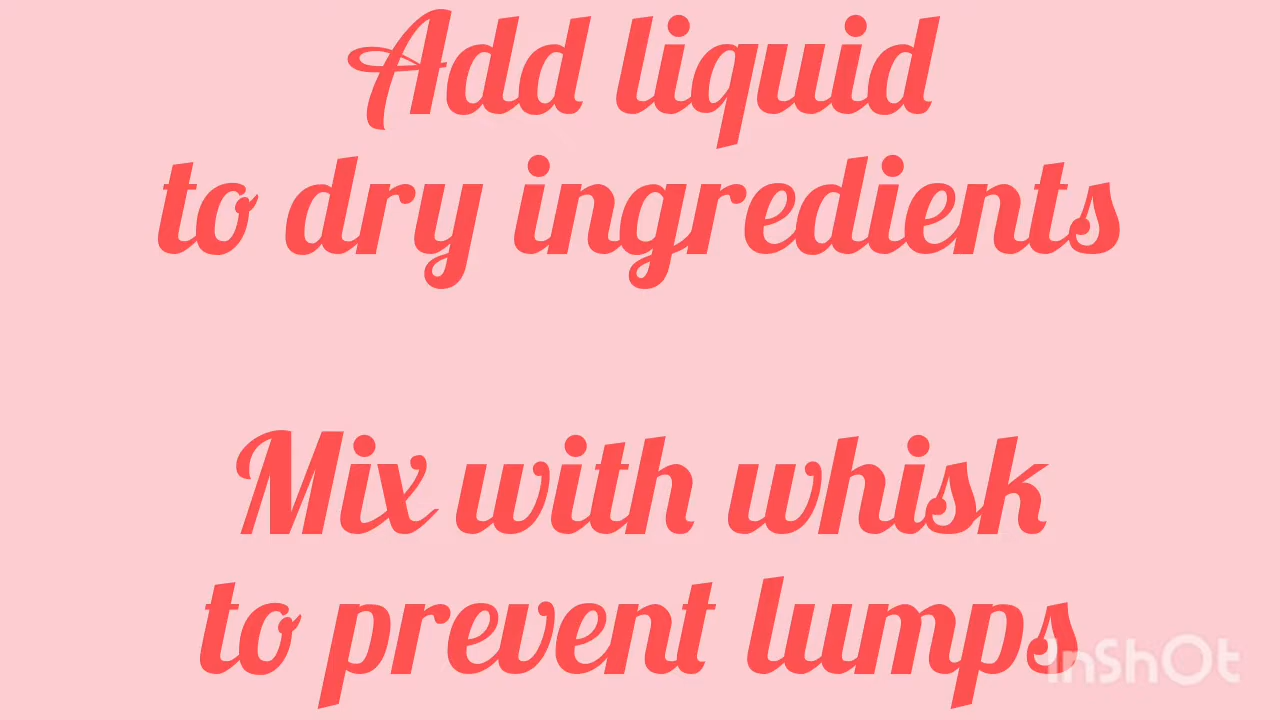 Add liquid
to dry ingredients
Mix with whisk
to prevent lumps
InShOt